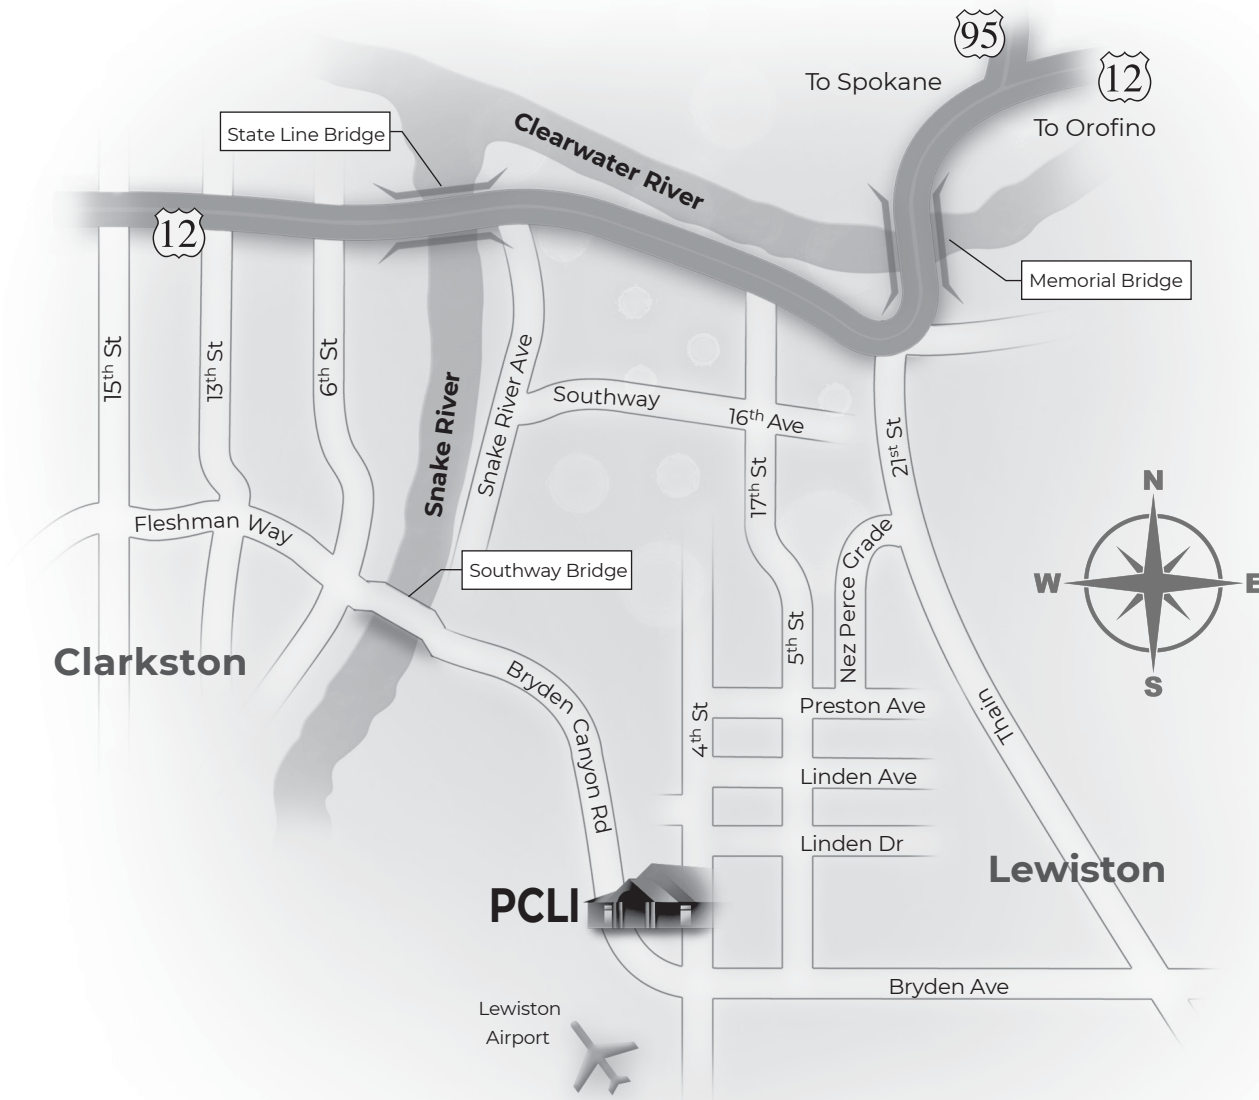 95
To Spokane
12
To Orofino
State Line Bridge
Clearwater River
12
Memorial Bridge
15th St
13th St
6th St
Snake River
Snake River Ave
Southway
16th Ave
17th St
21st St
Fleshman Way
Nez Perce Grade
Southway Bridge
N
W
E
S
Clarkston
5th St
Bryden Canyon Rd
4th St
Preston Ave
Thain
Linden Ave
Linden Dr
Lewiston
PCLI
Bryden Ave
Lewiston
Airport